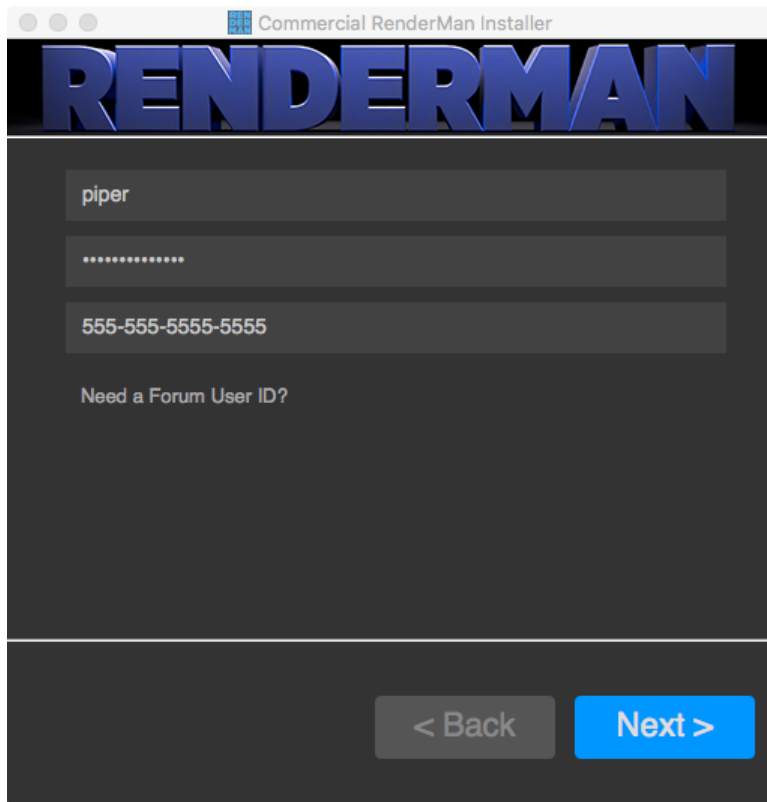 Commercial RenderMan Installer
RENDERMAN
piper
••••••••••••••
555-555-5555-5555
Need a Forum User ID?
< Back
Next >